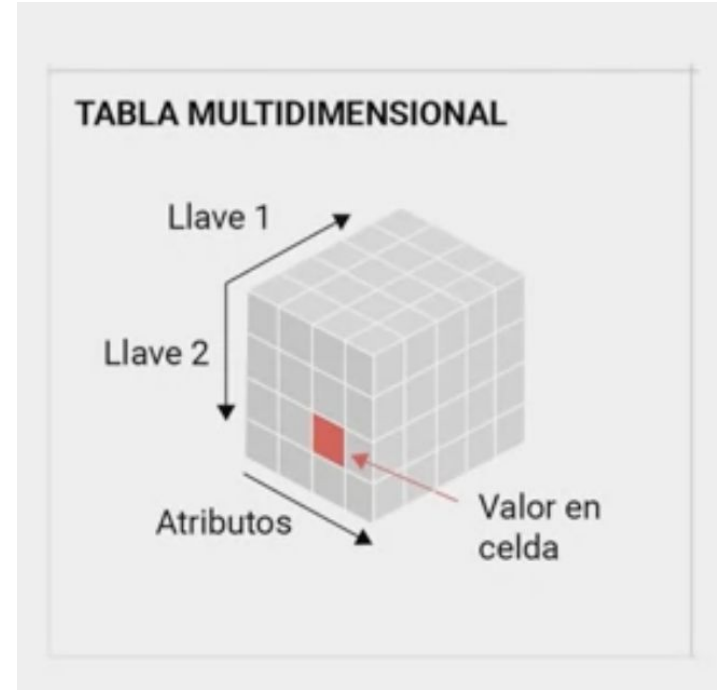 TABLA MULTIDIMENSIONAL
Llave 1
Llave 2
Atributos
Valor en
celda